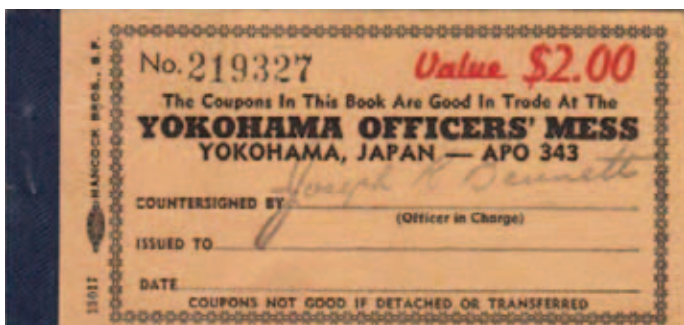 No. 219327 Value $2.00
The Coupons In This Book Are Good In Trade At The
YOKOHAMA OFFICERS' MESS
YOKOHAMA, JAPAN — APO 343
Joseph K Bennett
COUNTERSIGNED BY
(Officer in Charge)
ISSUED TO
DATE
COUPONS NOT GOOD IF DETACHED OR TRANSFERRED
HANCOCK BROS., S.F.